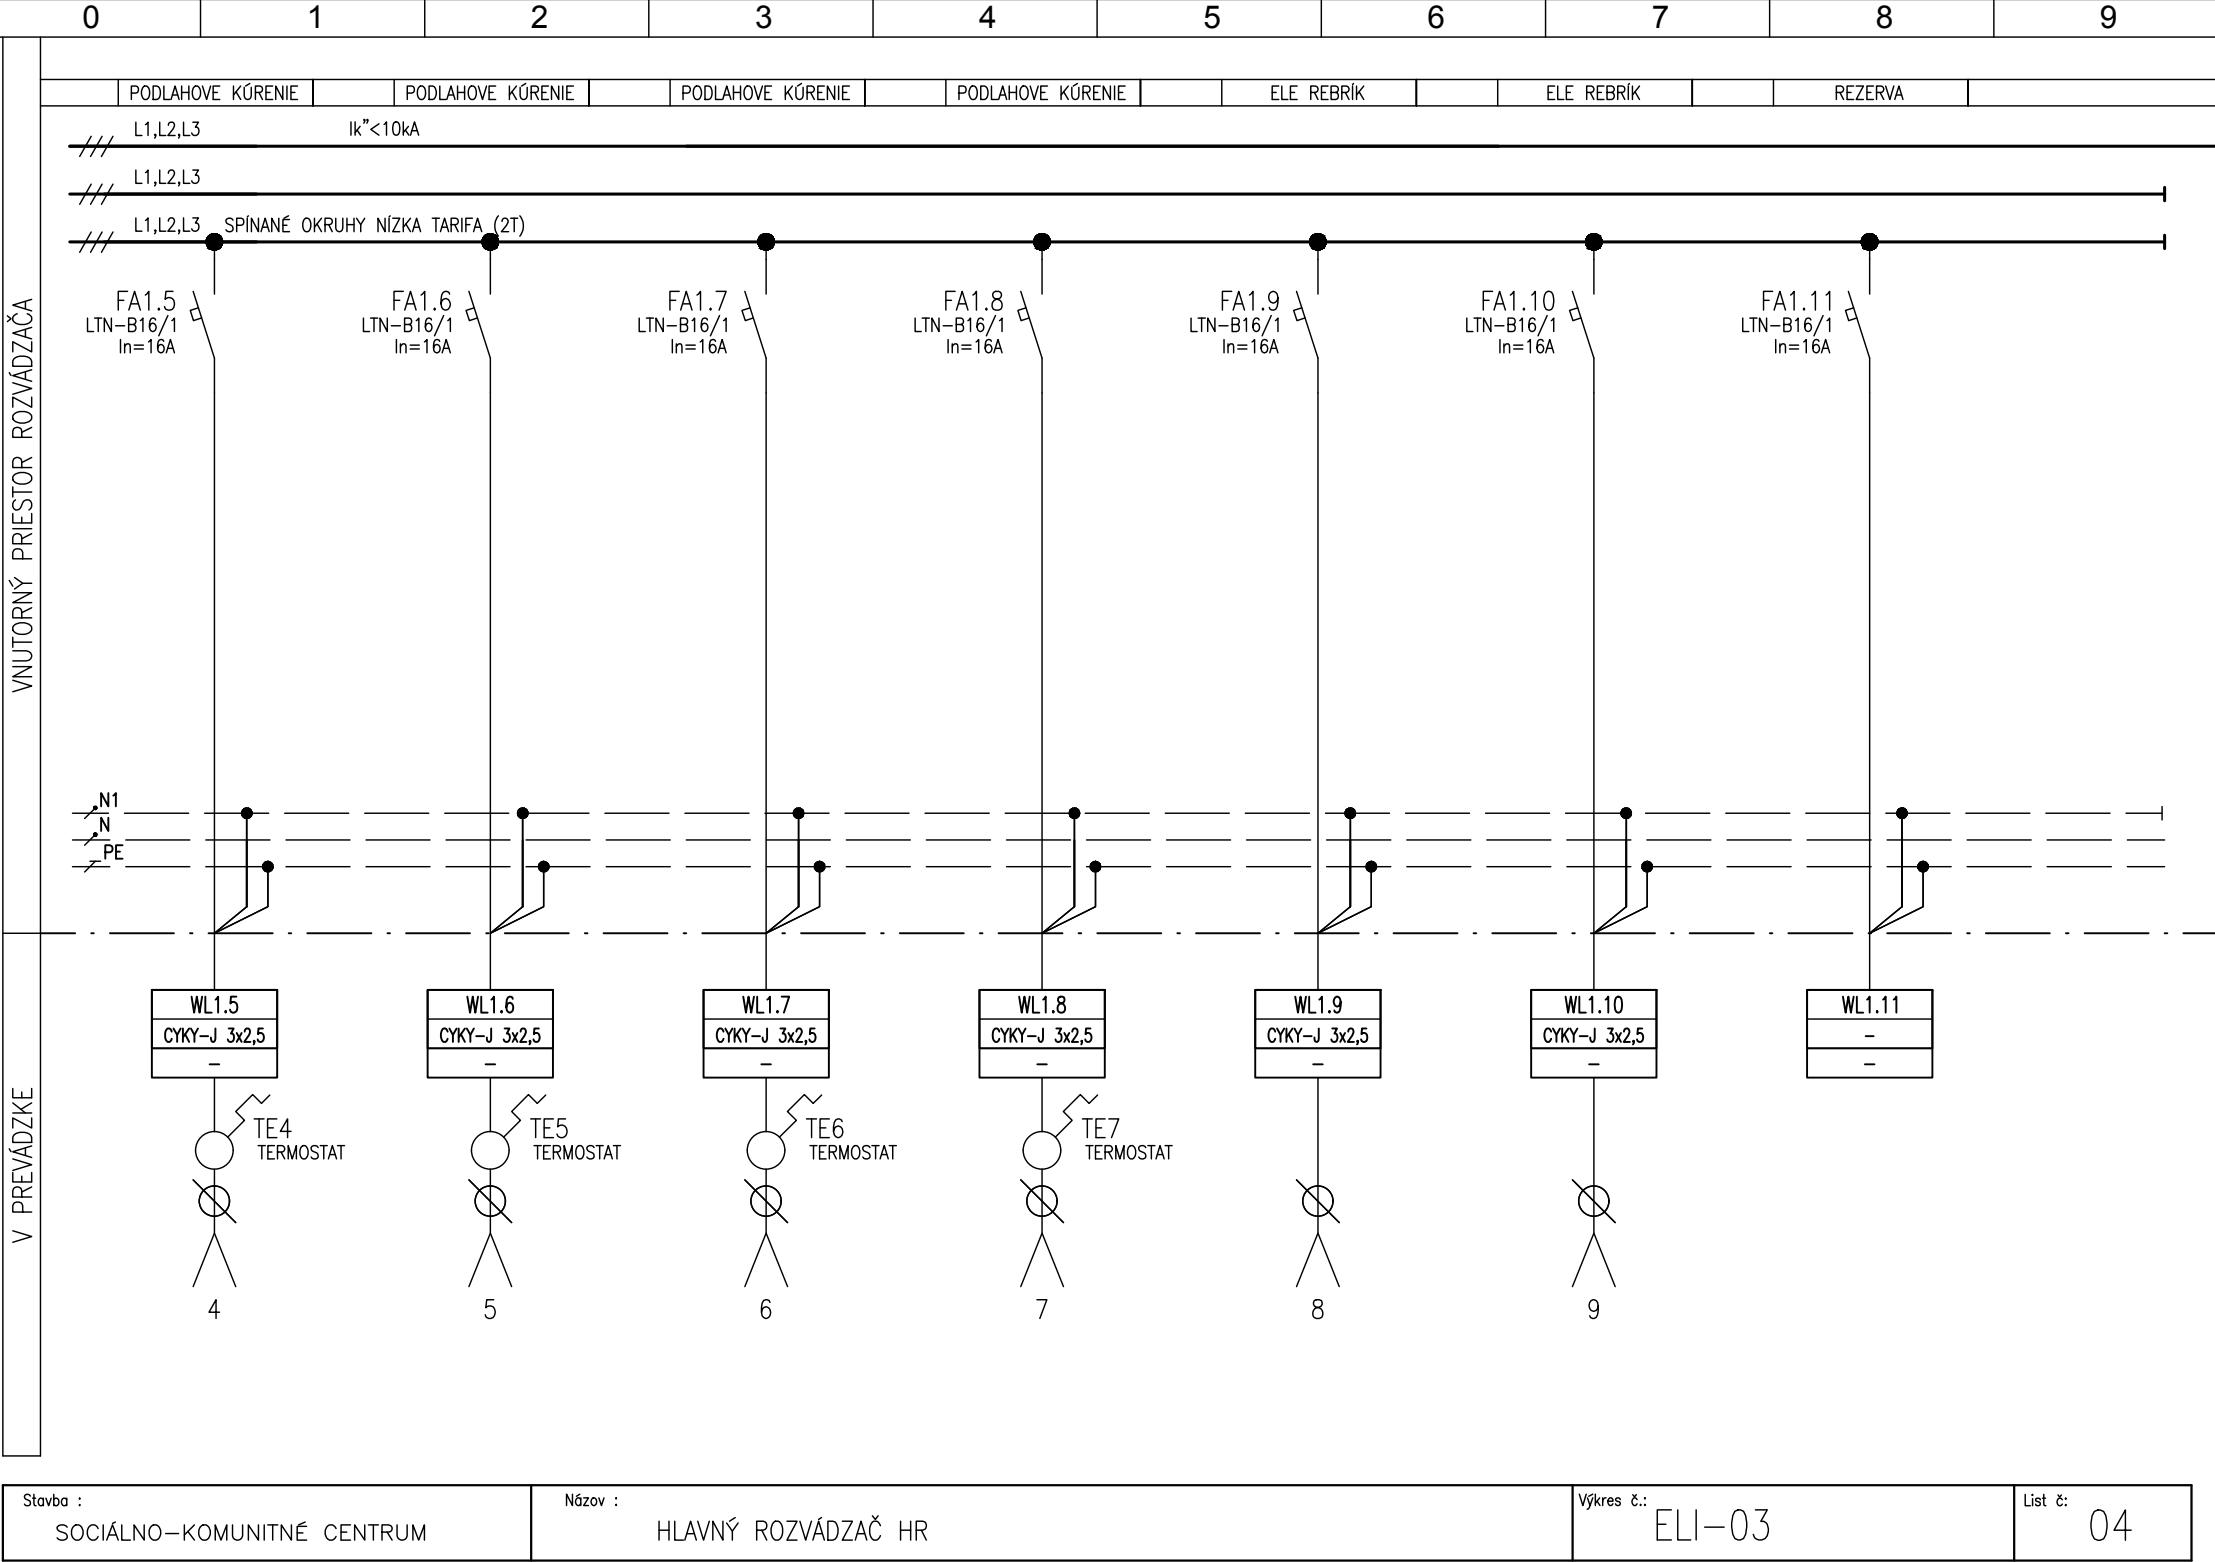 0 1 2 3 4 5 6 7 8 9
PODLAHOVE KÚRENIE PODLAHOVE KÚRENIE PODLAHOVE KÚRENIE PODLAHOVE KÚRENIE ELE REBRÍK ELE REBRÍK REZERVA
L1,L2,L3 Ik"<10kA
L1,L2,L3
L1,L2,L3 SPÍNANÉ OKRUHY NÍZKA TARIFA (2T)
VNUTORNÝ PRIESTOR ROZVÁDZAČA
FA1.5 FA1.6 FA1.7 FA1.8 FA1.9 FA1.10 FA1.11
LTN-B16/1 LTN-B16/1 LTN-B16/1 LTN-B16/1 LTN-B16/1 LTN-B16/1 LTN-B16/1
In=16A In=16A In=16A In=16A In=16A In=16A In=16A
N1
N
PE
V PREVÁDZKE
WL1.5 WL1.6 WL1.7 WL1.8 WL1.9 WL1.10 WL1.11
CYKY-J 3x2,5 CYKY-J 3x2,5 CYKY-J 3x2,5 CYKY-J 3x2,5 CYKY-J 3x2,5 CYKY-J 3x2,5 -
- - - - - - -
TE4 TE5 TE6 TE7
TERMOSTAT TERMOSTAT TERMOSTAT TERMOSTAT
4 5 6 7 8 9
Stavba : Názov : Výkres č.: List č:
SOCIÁLNO-KOMUNITNÉ CENTRUM HLAVNÝ ROZVÁDZAČ HR ELI-03 04